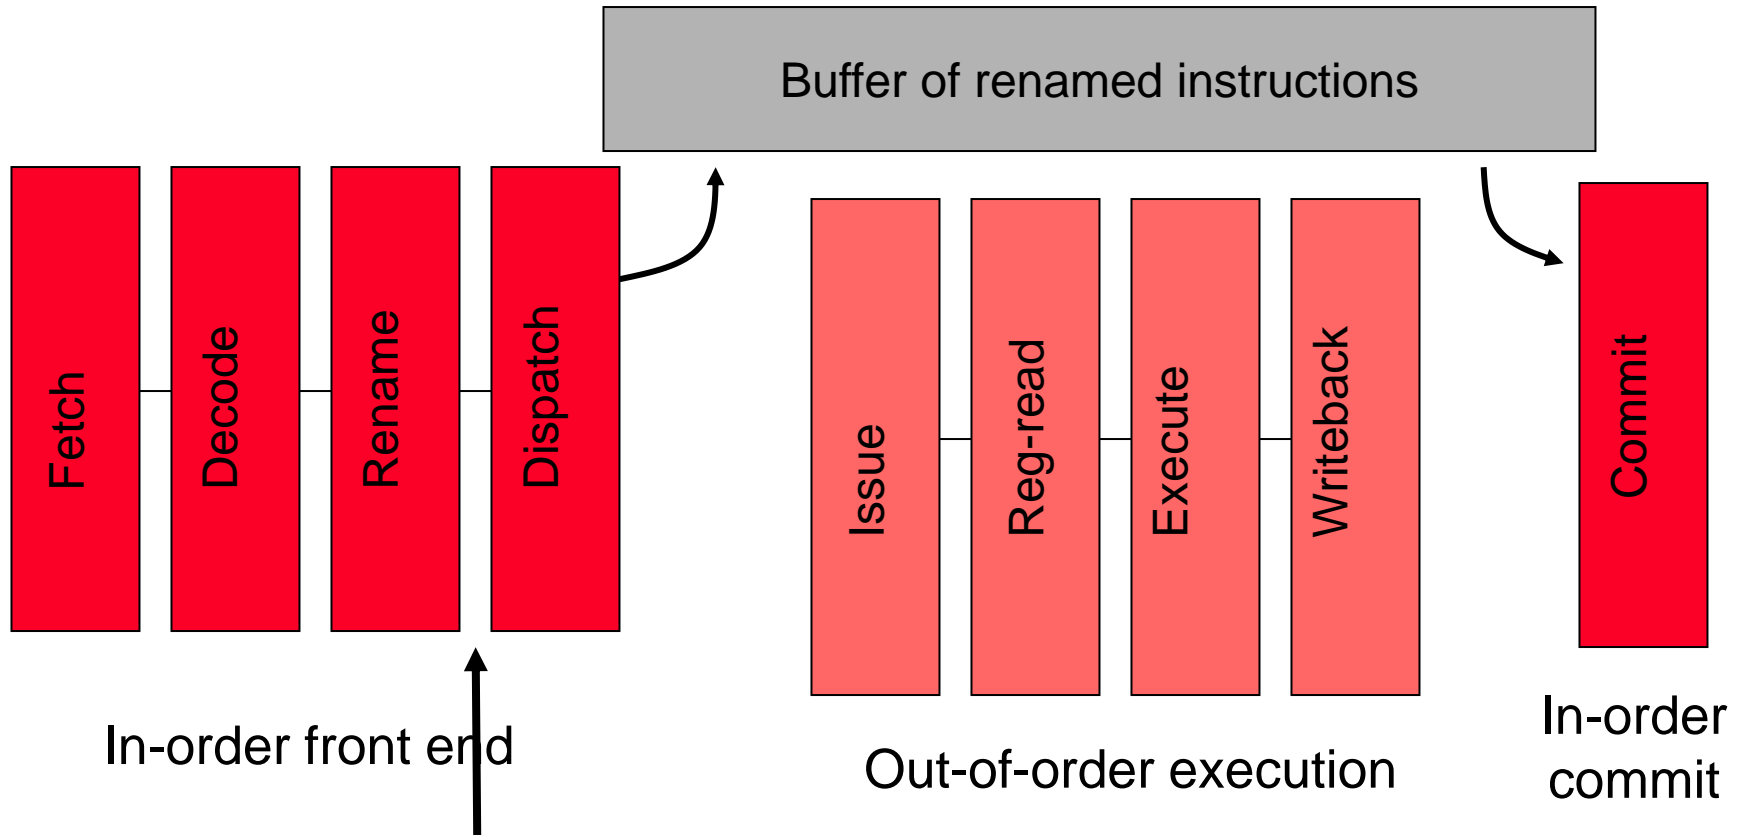 Buffer of renamed instructions
Fetch
Decode
Rename
Dispatch
Issue
Reg-read
Execute
Writeback
Commit
In-order front end
Out-of-order execution
In-order
commit